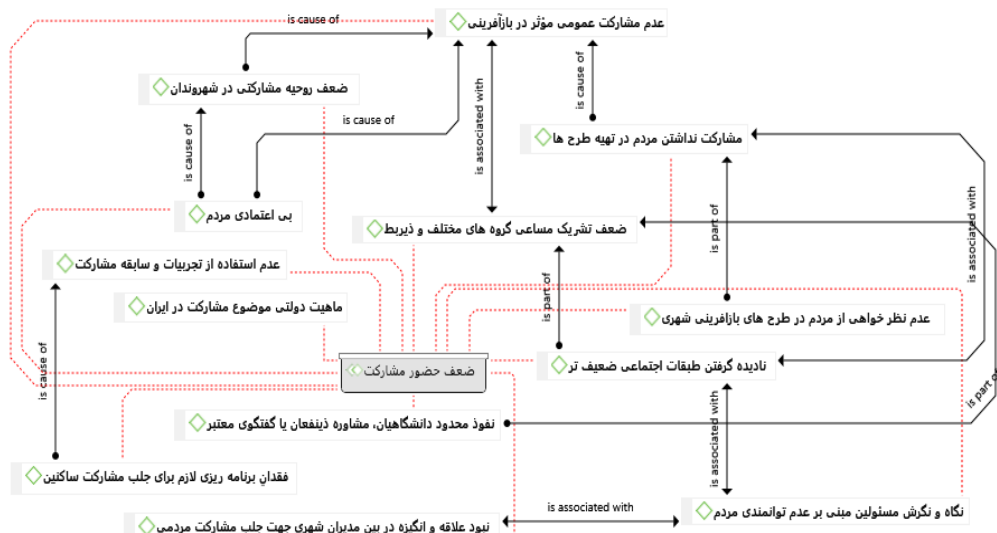 عدم مشارکت عمومی مؤثر در بازآفرینی
is cause of
ضعف روحیه مشارکتی در شهروندان
is cause of
is cause of
is associated with
is cause of
مشارکت نداشتن مردم در تهیه طرح ها
بی اعتمادی مردم
ضعف تشریک مساعی گروه های مختلف و ذیربط
is part of
is associated with
عدم استفاده از تجربیات و سابقه مشارکت
ماهیت دولتی موضوع مشارکت در ایران
is part of
عدم نظر خواهی از مردم در طرح های بازافرینی شهری
ضعف حضور مشارکت
نادیده گرفتن طبقات اجتماعی ضعیف تر
is cause of
is part of
نفوذ محدود دانشگاهیان، مشاوره ذینفعان یا گفتگوی معتبر
is associated with
فقدانِ برنامه ریزی لازم برای جلب مشارکت ساکنین
نگاه و نگرش مسئولین مبنی بر عدم توانمندی مردم
is associated with
نبود علاقه و انگیزه در بین مدیران شهری جهت جلب مشارکت مردمی